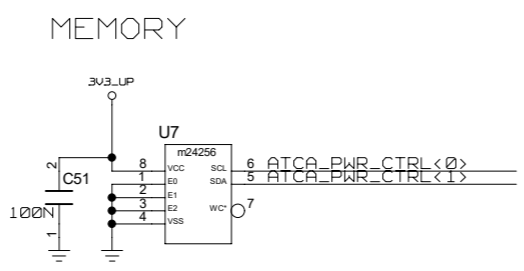 MEMORY
3V3_UP
U7
m24256
2
C51
100N
1
8 VCC SCL 6 ATCA_PWR_CTRL<0>
1 E0 SDA 5 ATCA_PWR_CTRL<1>
2 E1
3 E2 WC* 7
4 VSS